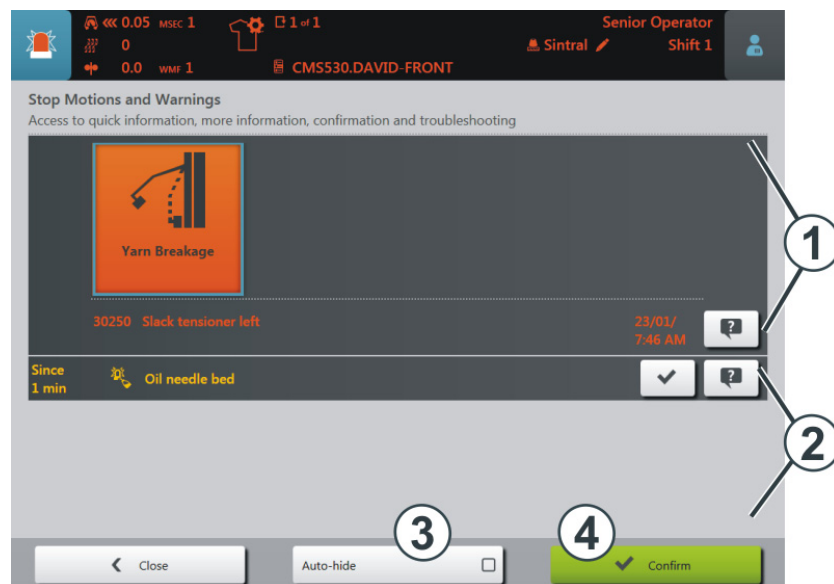 0.05 MSEC 1
1 of 1
Senior Operator
0
Sintral
Shift 1
0.0 WMF 1
CMS530.DAVID-FRONT
Stop Motions and Warnings
Access to quick information, more information, confirmation and troubleshooting
Yarn Breakage
1
30250 Slack tensioner left
23/01/
7:46 AM
?
Since
1 min
Oil needle bed
?
2
3
4
Close
Auto-hide
Confirm